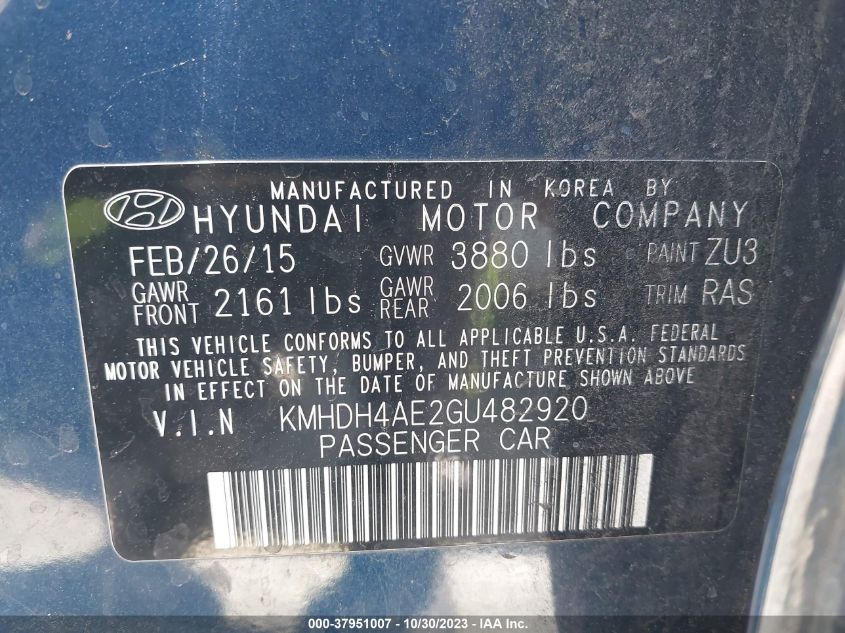 MANUFACTURED IN KOREA BY
HYUNDAI MOTOR COMPANY
FEB/26/15 GVWR 3880 lbs PAINT ZU3
GAWR FRONT 2161 lbs GAWR REAR 2006 lbs TRIM RAS
THIS VEHICLE CONFORMS TO ALL APPLICABLE U.S.A. FEDERAL
MOTOR VEHICLE SAFETY, BUMPER, AND THEFT PREVENTION STANDARDS
IN EFFECT ON THE DATE OF MANUFACTURE SHOWN ABOVE
V.I.N KMHDH4AE2GU482920
PASSENGER CAR
000-37951007 - 10/30/2023 - IAA Inc.